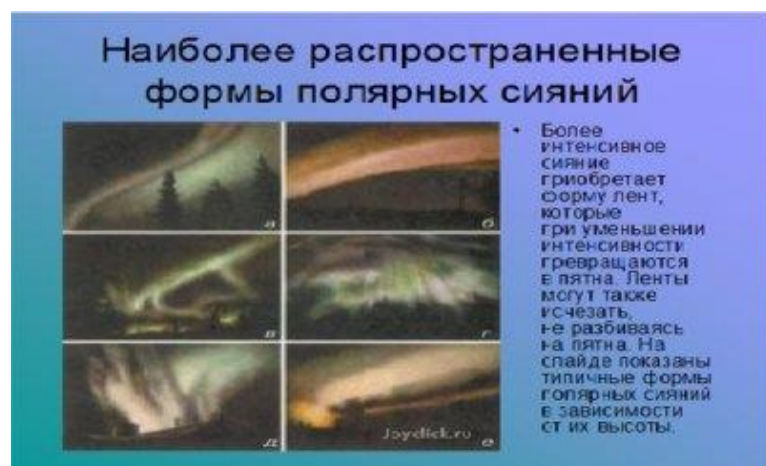 Наиболее распространенные
формы полярных сияний
• Более
интенсивное
сияние
приобретает
форму лент,
которые
при уменьшении
интенсивности
превращаются
в пятна. Ленты
могут также
исчезать,
не разбиваясь
на пятна. На
слайде показаны
типичные формы
полярных сияний
в зависимости
от их высоты.
а
б
в
г
д
е
Joyclick.ru